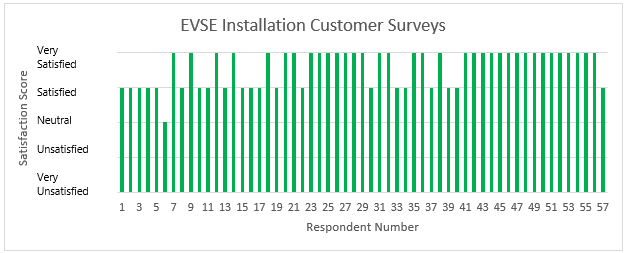 EVSE Installation Customer Surveys
Very
Satisfied
Satisfied
Neutral
Unsatisfied
Very
Unsatisfied
Satisfaction Score
1 3 5 7 9 11 13 15 17 19 21 23 25 27 29 31 33 35 37 39 41 43 45 47 49 51 53 55 57
Respondent Number